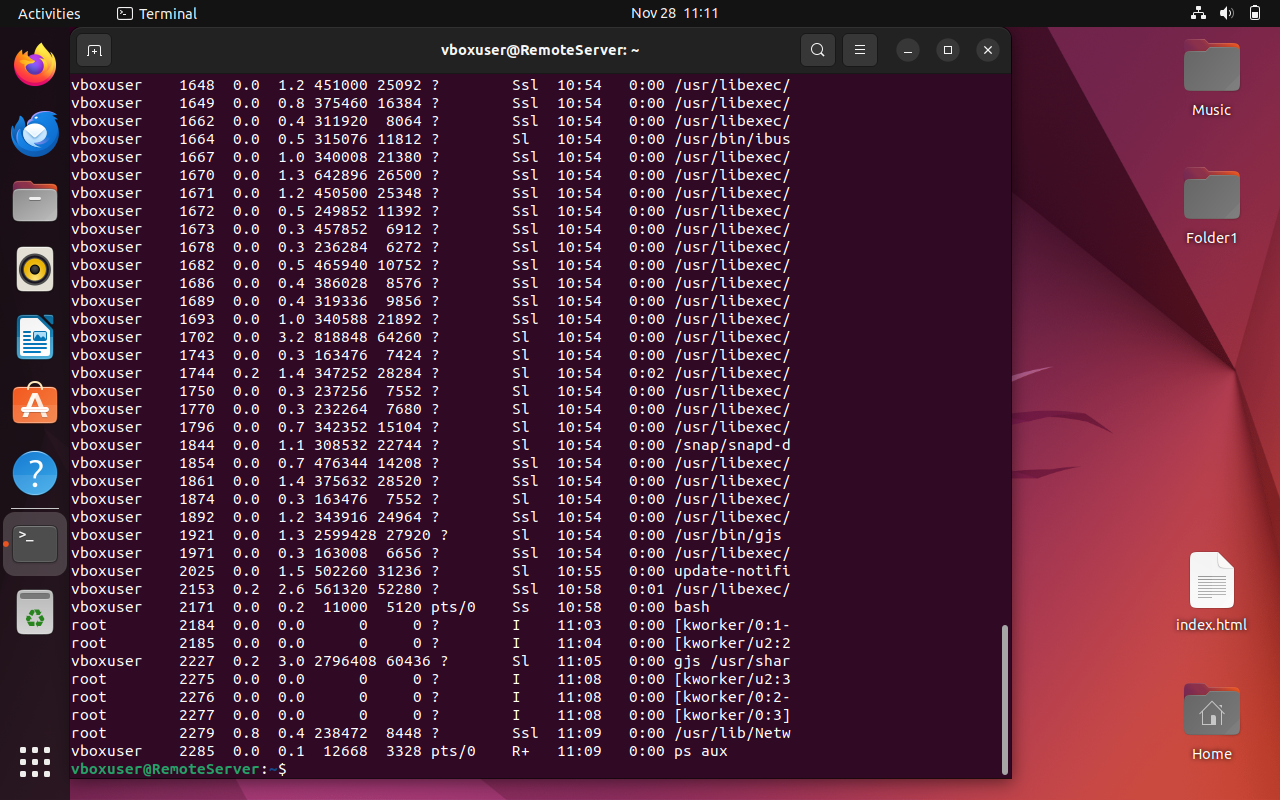 Activities Terminal Nov 28 11:11
vboxuser@RemoteServer: ~
vboxuser 1648 0.0 1.2 451000 25092 ? Ssl 10:54 0:00 /usr/libexec/
vboxuser 1649 0.0 0.8 375460 16384 ? Ssl 10:54 0:00 /usr/libexec/
vboxuser 1662 0.0 0.4 311920 8064 ? Ssl 10:54 0:00 /usr/libexec/
vboxuser 1664 0.0 0.5 315076 11812 ? Sl 10:54 0:00 /usr/bin/ibus
vboxuser 1667 0.0 1.0 340008 21380 ? Ssl 10:54 0:00 /usr/libexec/
vboxuser 1670 0.0 1.3 642896 26500 ? Ssl 10:54 0:00 /usr/libexec/
vboxuser 1671 0.0 1.2 450500 25348 ? Ssl 10:54 0:00 /usr/libexec/
vboxuser 1672 0.0 0.5 249852 11392 ? Ssl 10:54 0:00 /usr/libexec/
vboxuser 1673 0.0 0.3 457852 6912 ? Ssl 10:54 0:00 /usr/libexec/
vboxuser 1678 0.0 0.3 236284 6272 ? Ssl 10:54 0:00 /usr/libexec/
vboxuser 1682 0.0 0.5 465940 10752 ? Ssl 10:54 0:00 /usr/libexec/
vboxuser 1686 0.0 0.4 386028 8576 ? Ssl 10:54 0:00 /usr/libexec/
vboxuser 1689 0.0 0.4 319336 9856 ? Ssl 10:54 0:00 /usr/libexec/
vboxuser 1693 0.0 1.0 340588 21892 ? Ssl 10:54 0:00 /usr/libexec/
vboxuser 1702 0.0 3.2 818848 64260 ? Sl 10:54 0:00 /usr/libexec/
vboxuser 1743 0.0 0.3 163476 7424 ? Sl 10:54 0:00 /usr/libexec/
vboxuser 1744 0.2 1.4 347252 28284 ? Sl 10:54 0:02 /usr/libexec/
vboxuser 1750 0.0 0.3 237256 7552 ? Sl 10:54 0:00 /usr/libexec/
vboxuser 1770 0.0 0.3 232264 7680 ? Sl 10:54 0:00 /usr/libexec/
vboxuser 1796 0.0 0.7 342352 15104 ? Sl 10:54 0:00 /usr/libexec/
vboxuser 1844 0.0 1.1 308532 22744 ? Sl 10:54 0:00 /snap/snapd-d
vboxuser 1854 0.0 0.7 476344 14208 ? Ssl 10:54 0:00 /usr/libexec/
vboxuser 1861 0.0 1.4 375632 28520 ? Ssl 10:54 0:00 /usr/libexec/
vboxuser 1874 0.0 0.3 163476 7552 ? Sl 10:54 0:00 /usr/libexec/
vboxuser 1892 0.0 1.2 343916 24964 ? Ssl 10:54 0:00 /usr/libexec/
vboxuser 1921 0.0 1.3 2599428 27920 ? Sl 10:54 0:00 /usr/bin/gjs
vboxuser 1971 0.0 0.3 163008 6656 ? Ssl 10:54 0:00 /usr/libexec/
vboxuser 2025 0.0 1.5 502260 31236 ? Sl 10:55 0:00 update-notifi
vboxuser 2153 0.2 2.6 561320 52280 ? Ssl 10:58 0:01 /usr/libexec/
vboxuser 2171 0.0 0.2 11000 5120 pts/0 Ss 10:58 0:00 bash
root 2184 0.0 0.0 0 0 ? I 11:03 0:00 [kworker/0:1-
root 2185 0.0 0.0 0 0 ? I 11:04 0:00 [kworker/u2:2
vboxuser 2227 0.2 3.0 2796408 60436 ? Sl 11:05 0:00 gjs /usr/shar
root 2275 0.0 0.0 0 0 ? I 11:08 0:00 [kworker/u2:3
root 2276 0.0 0.0 0 0 ? I 11:08 0:00 [kworker/0:2-
root 2277 0.0 0.0 0 0 ? I 11:08 0:00 [kworker/0:3]
root 2279 0.8 0.4 238472 8448 ? Ssl 11:09 0:00 /usr/lib/Netw
vboxuser 2285 0.0 0.1 12668 3328 pts/0 R+ 11:09 0:00 ps aux
vboxuser@RemoteServer:~$
Music
Folder1
index.html
Home